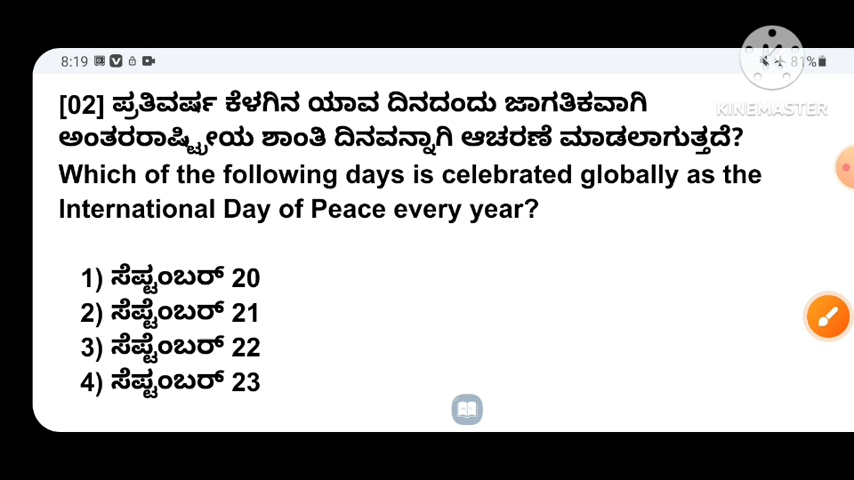 8:19
81%
KINEMASTER
[02] ಪ್ರತಿವರ್ಷ ಕೆಳಗಿನ ಯಾವ ದಿನದಂದು ಜಾಗತಿಕವಾಗಿ
ಅಂತರರಾಷ್ಟ್ರೀಯ ಶಾಂತಿ ದಿನವನ್ನಾಗಿ ಆಚರಣೆ ಮಾಡಲಾಗುತ್ತದೆ?
Which of the following days is celebrated globally as the
International Day of Peace every year?
1) ಸೆಪ್ಟಂಬರ್ 20
2) ಸೆಪ್ಟೆಂಬರ್ 21
3) ಸೆಪ್ಟೆಂಬರ್ 22
4) ಸೆಪ್ಟಂಬರ್ 23